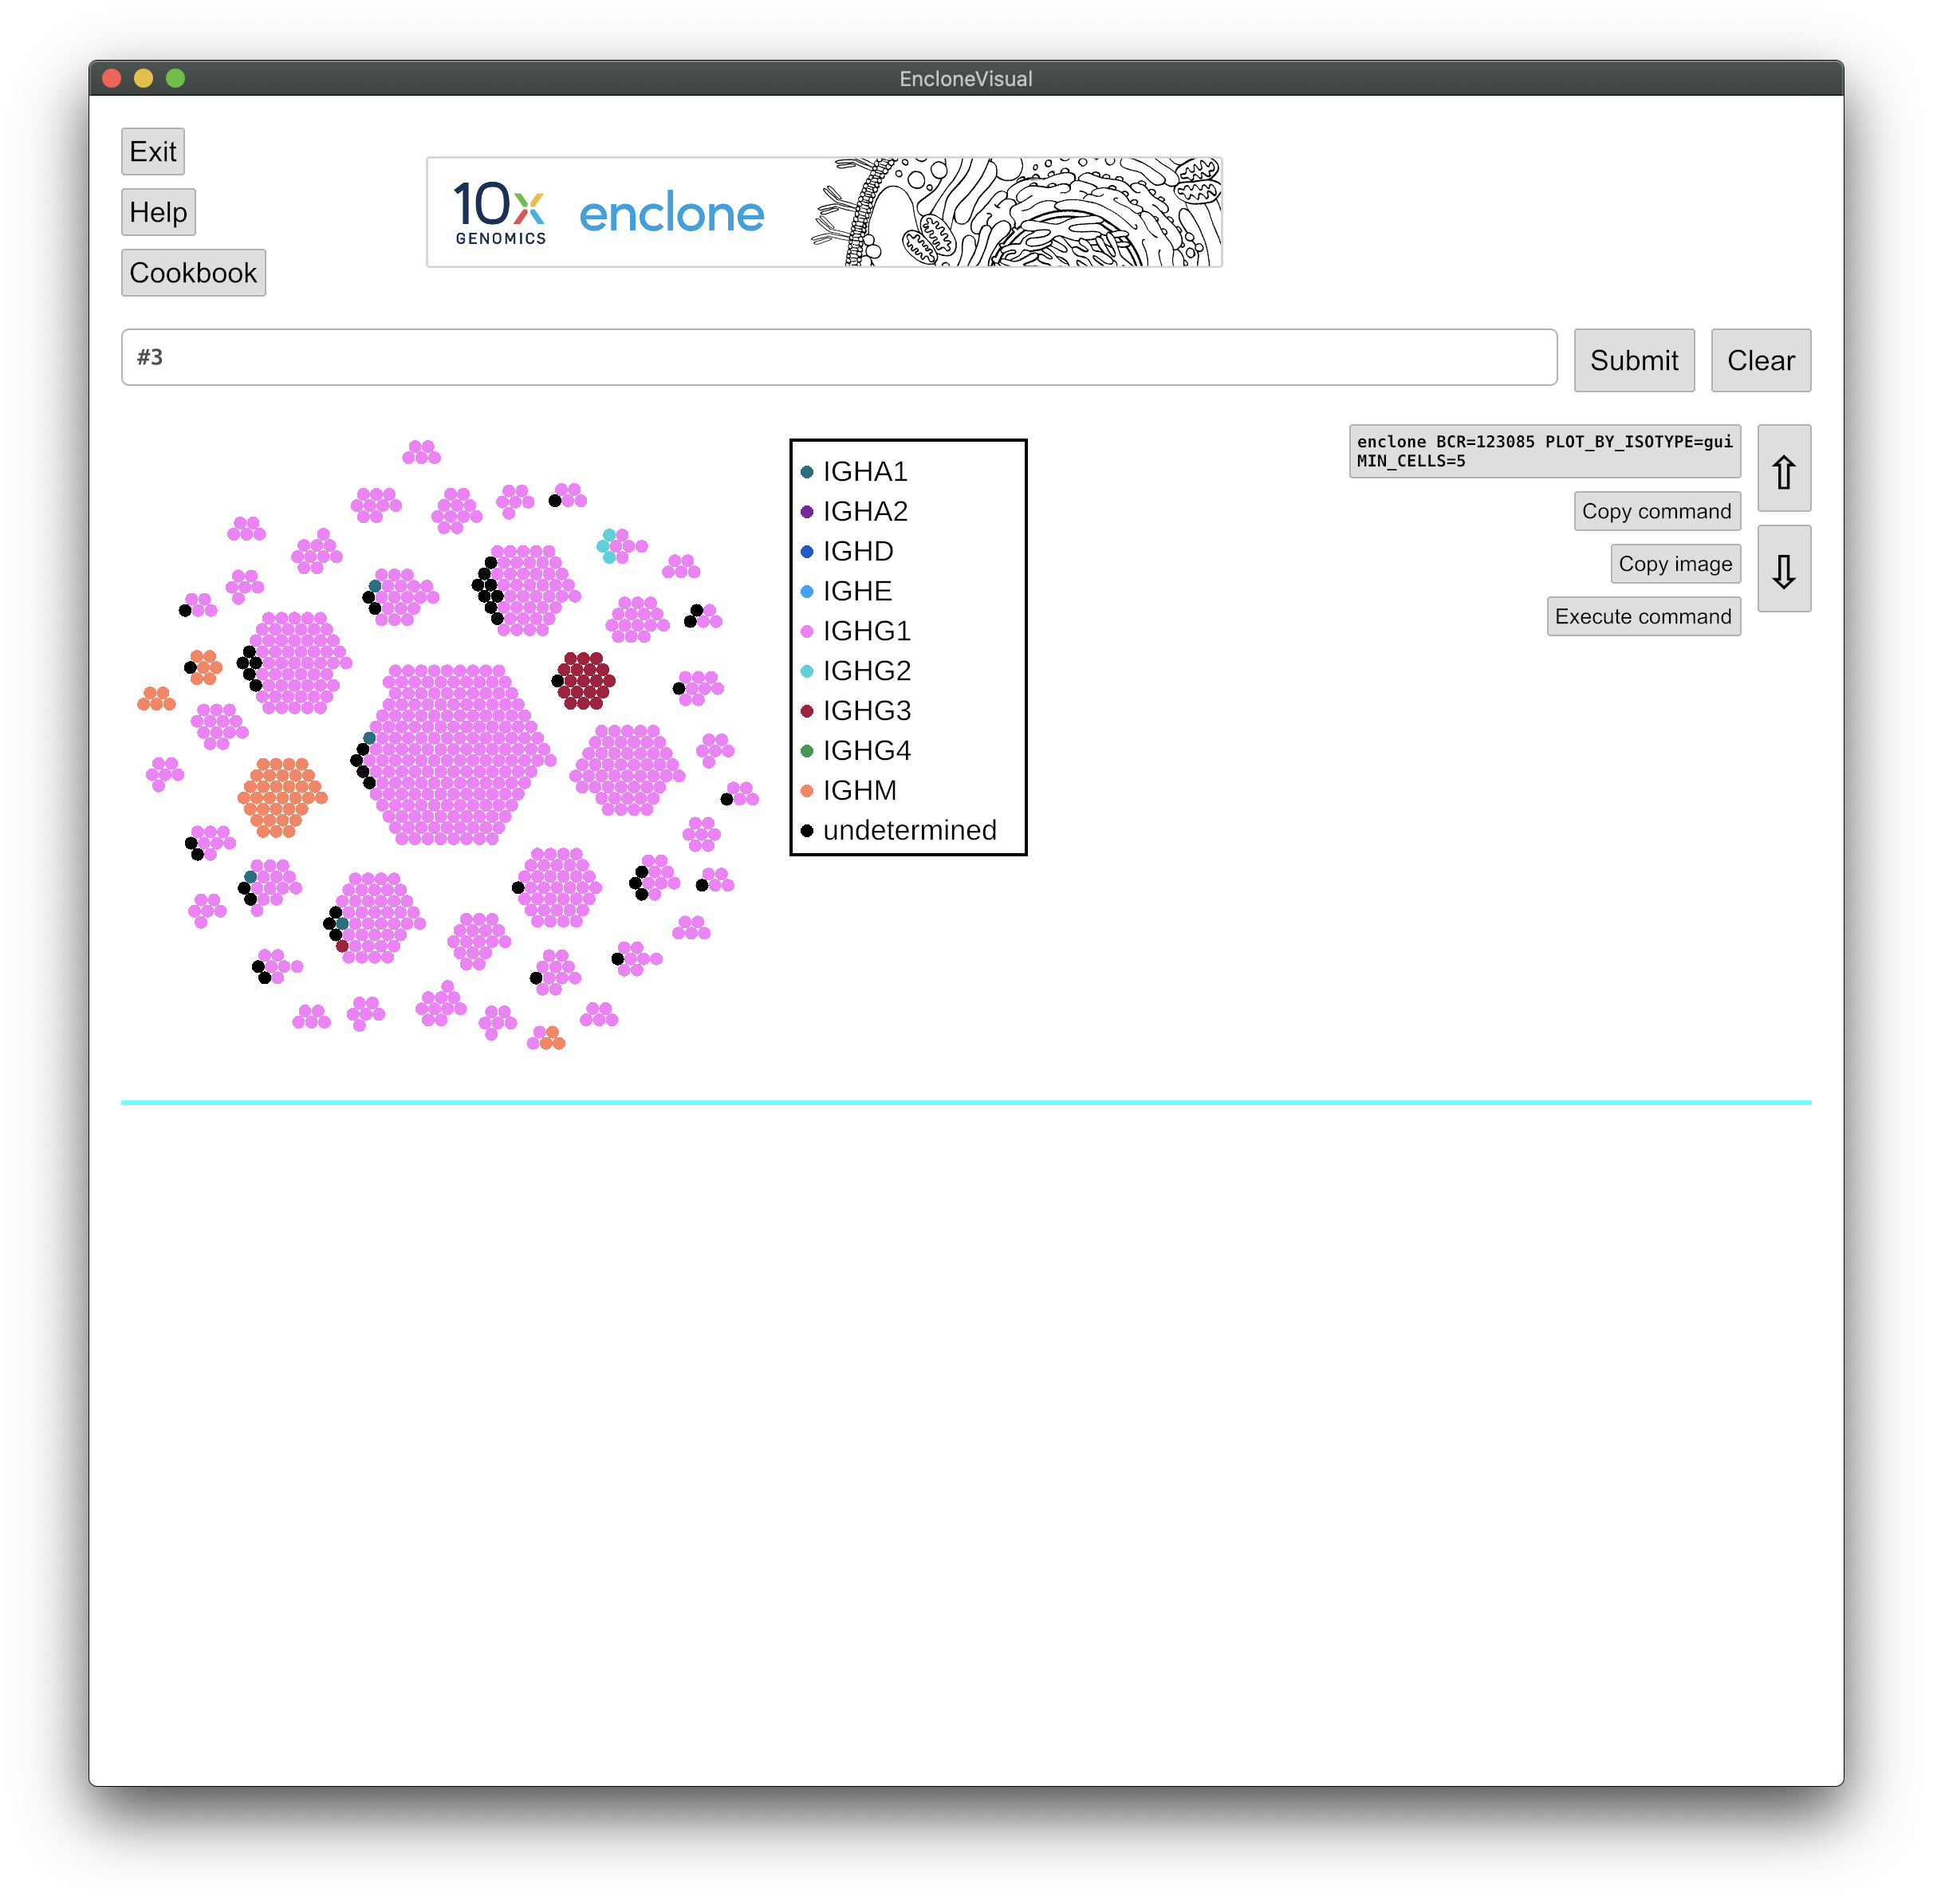 EncloneVisual
Exit
Help
Cookbook
10x
GENOMICS
enclone
#3
Submit
Clear
enclone BCR=123085 PLOT_BY_ISOTYPE=gui
MIN_CELLS=5
⇧
Copy command
Copy image
⇩
Execute command
IGHA1
IGHA2
IGHD
IGHE
IGHG1
IGHG2
IGHG3
IGHG4
IGHM
undetermined